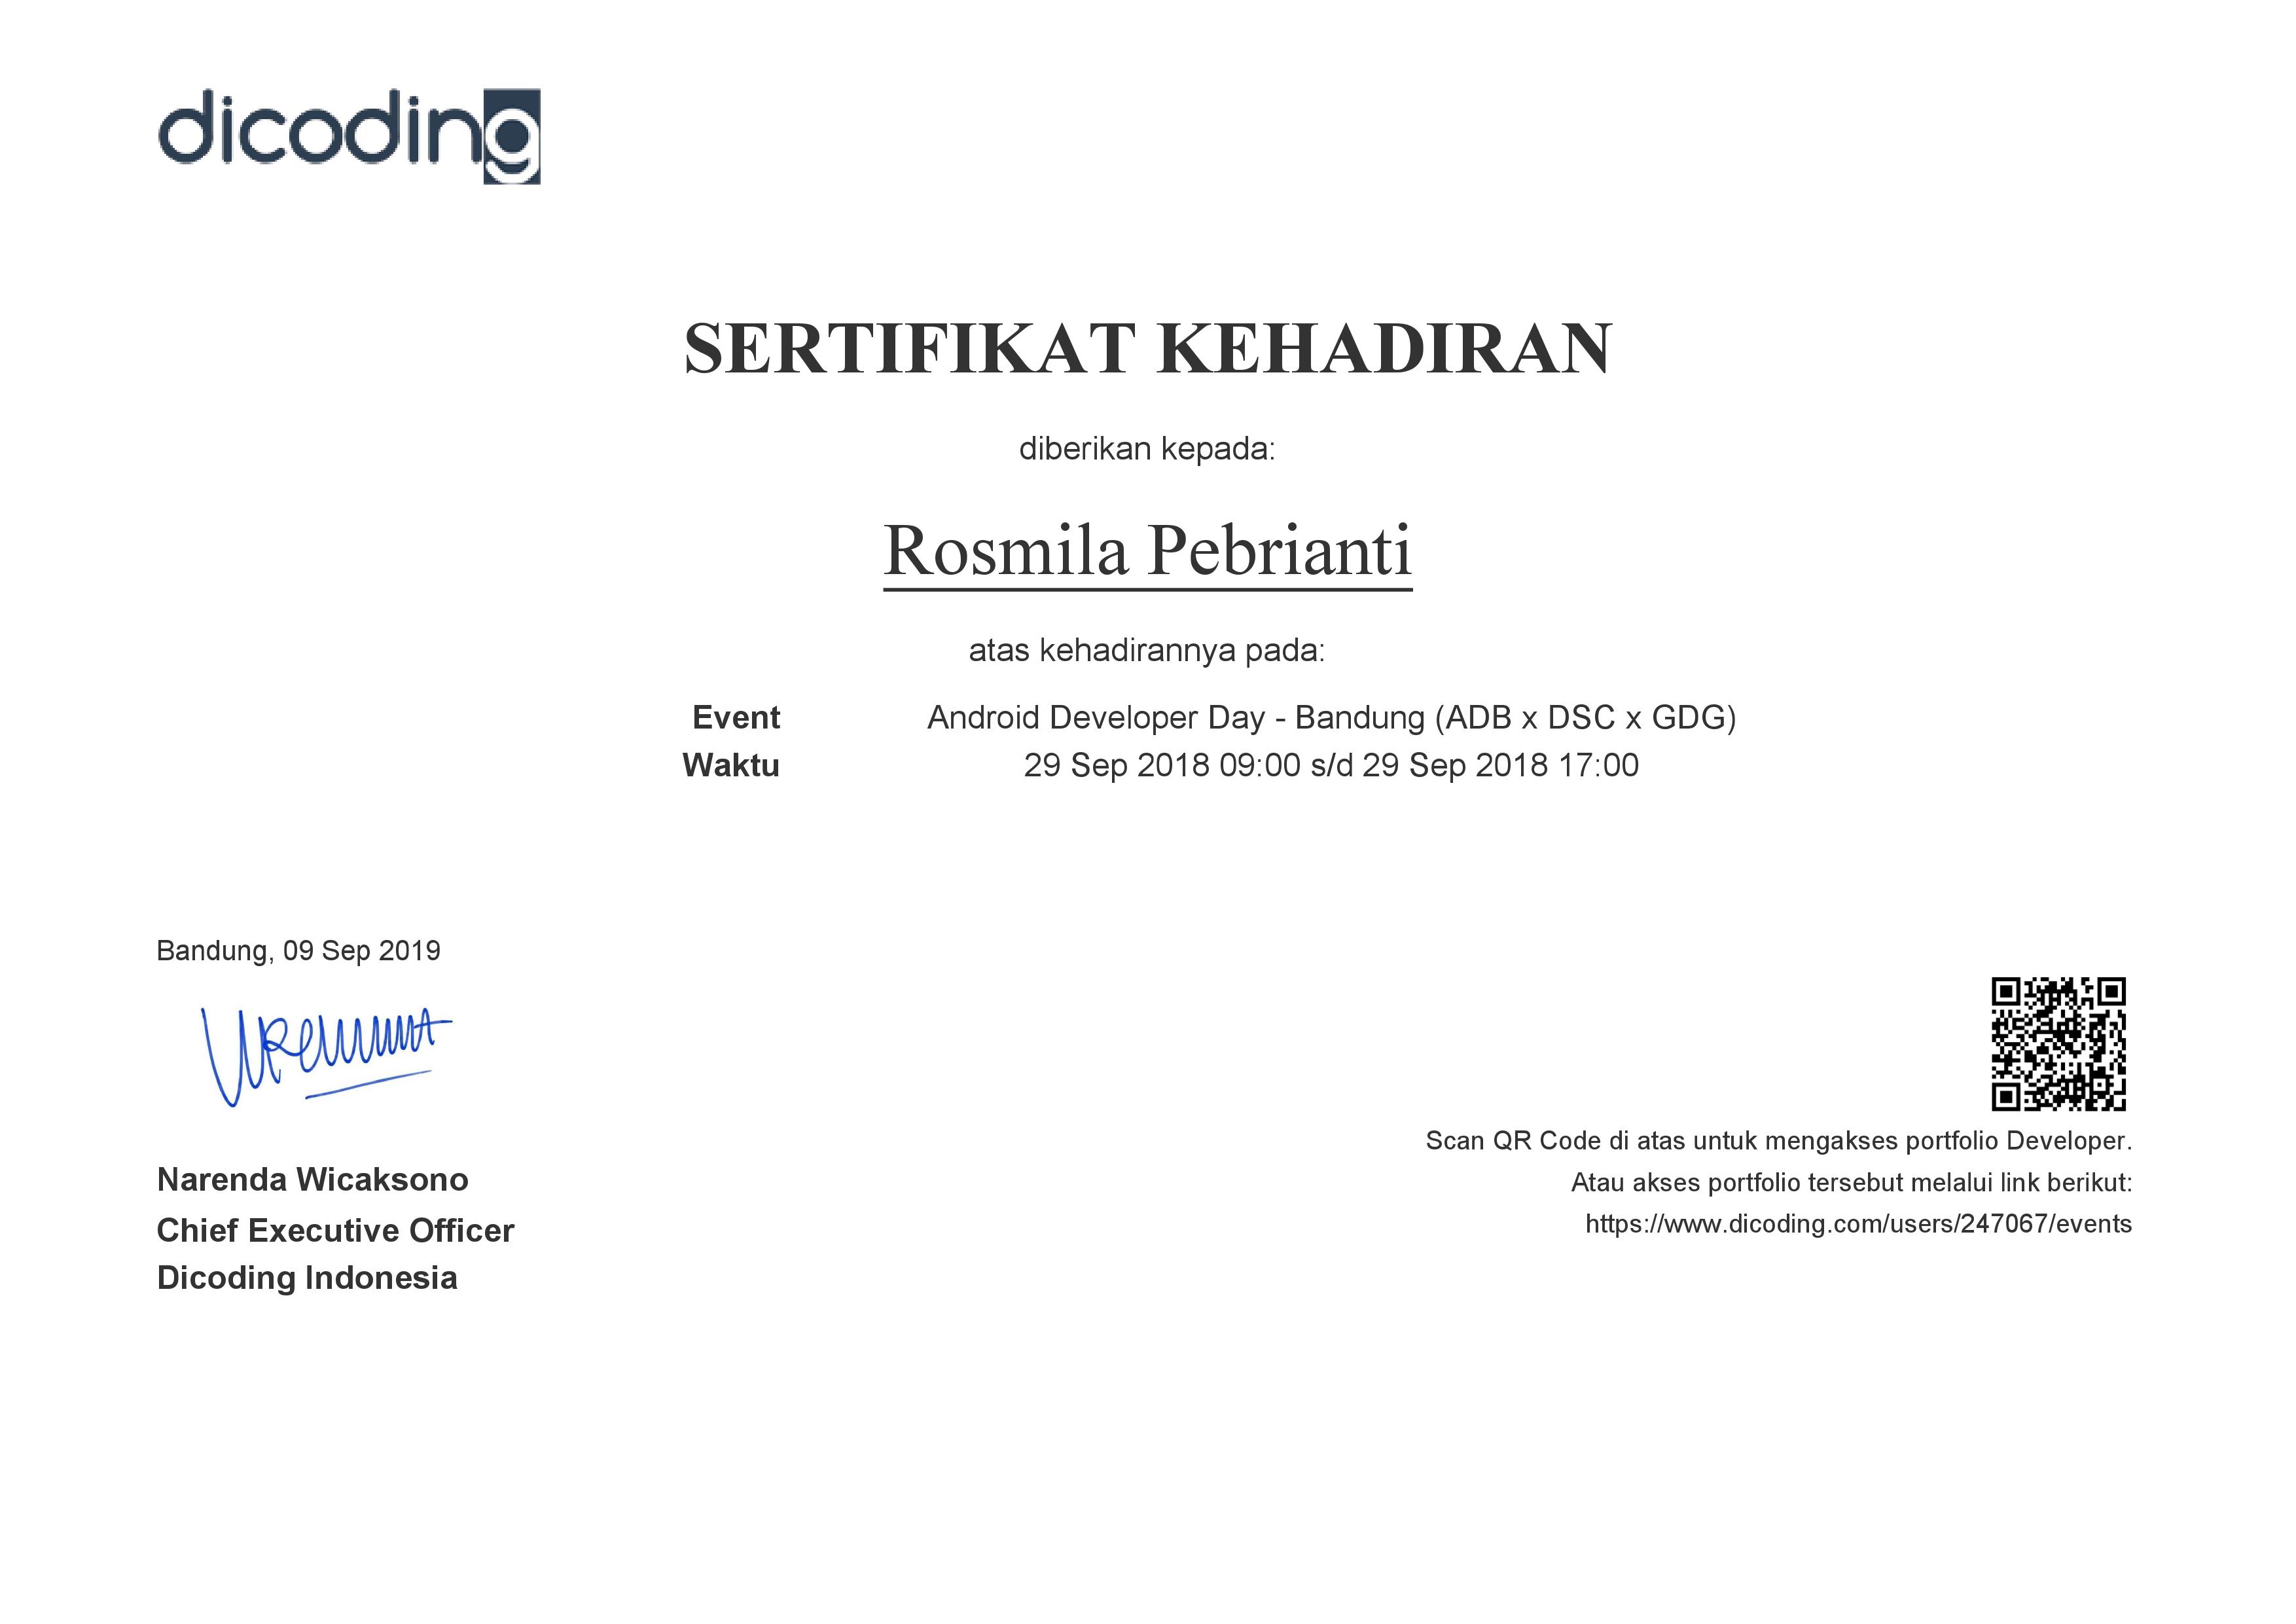 dicoding
SERTIFIKAT KEHADIRAN
diberikan kepada:
Rosmila Pebrianti
atas kehadirannya pada:
Event Android Developer Day - Bandung (ADB x DSC x GDG)
Waktu 29 Sep 2018 09:00 s/d 29 Sep 2018 17:00
Bandung, 09 Sep 2019
Narenda Wicaksono
Chief Executive Officer
Dicoding Indonesia
Scan QR Code di atas untuk mengakses portfolio Developer.
Atau akses portfolio tersebut melalui link berikut:
https://www.dicoding.com/users/247067/events